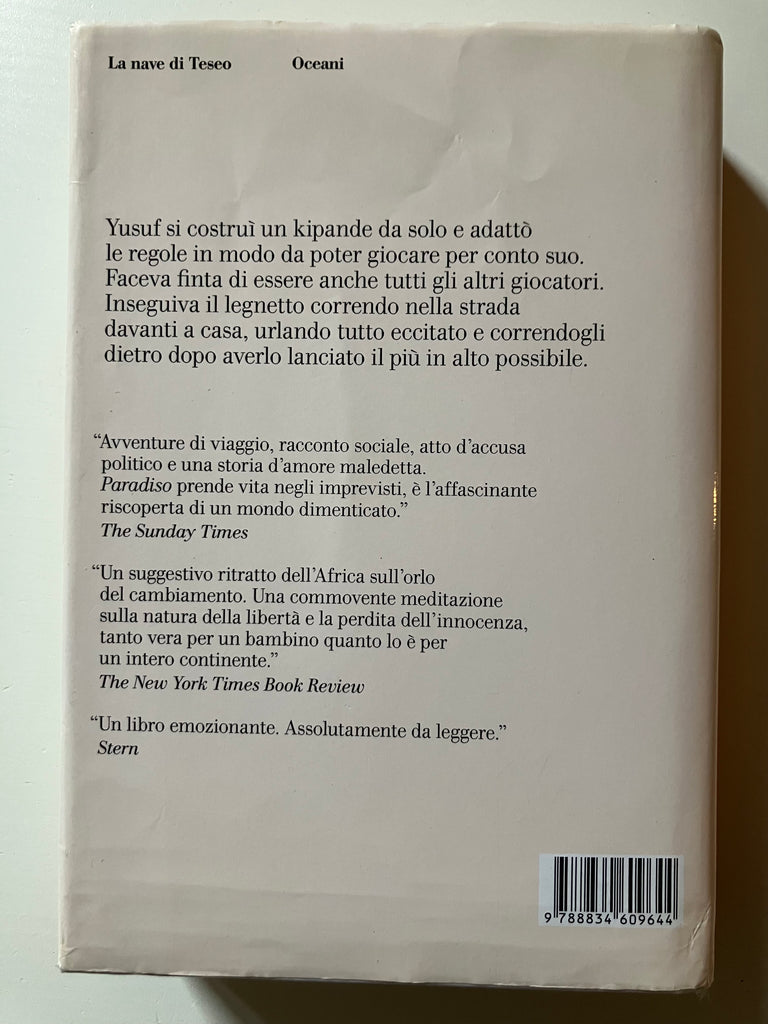 La nave di Teseo Oceani
Yusuf si costruì un kipande da solo e adattò
le regole in modo da poter giocare per conto suo.
Faceva finta di essere anche tutti gli altri giocatori.
Inseguiva il legnetto correndo nella strada
davanti a casa, urlando tutto eccitato e correndogli
dietro dopo averlo lanciato il più in alto possibile.
“Avventure di viaggio, racconto sociale, atto d’accusa
politico e una storia d’amore maledetta.
Paradiso prende vita negli imprevisti, è l’affascinante
riscoperta di un mondo dimenticato.”
The Sunday Times
“Un suggestivo ritratto dell’Africa sull’orlo
del cambiamento. Una commovente meditazione
sulla natura della libertà e la perdita dell’innocenza,
tanto vera per un bambino quanto lo è per
un intero continente.”
The New York Times Book Review
“Un libro emozionante. Assolutamente da leggere.”
Stern
9 788834 609644